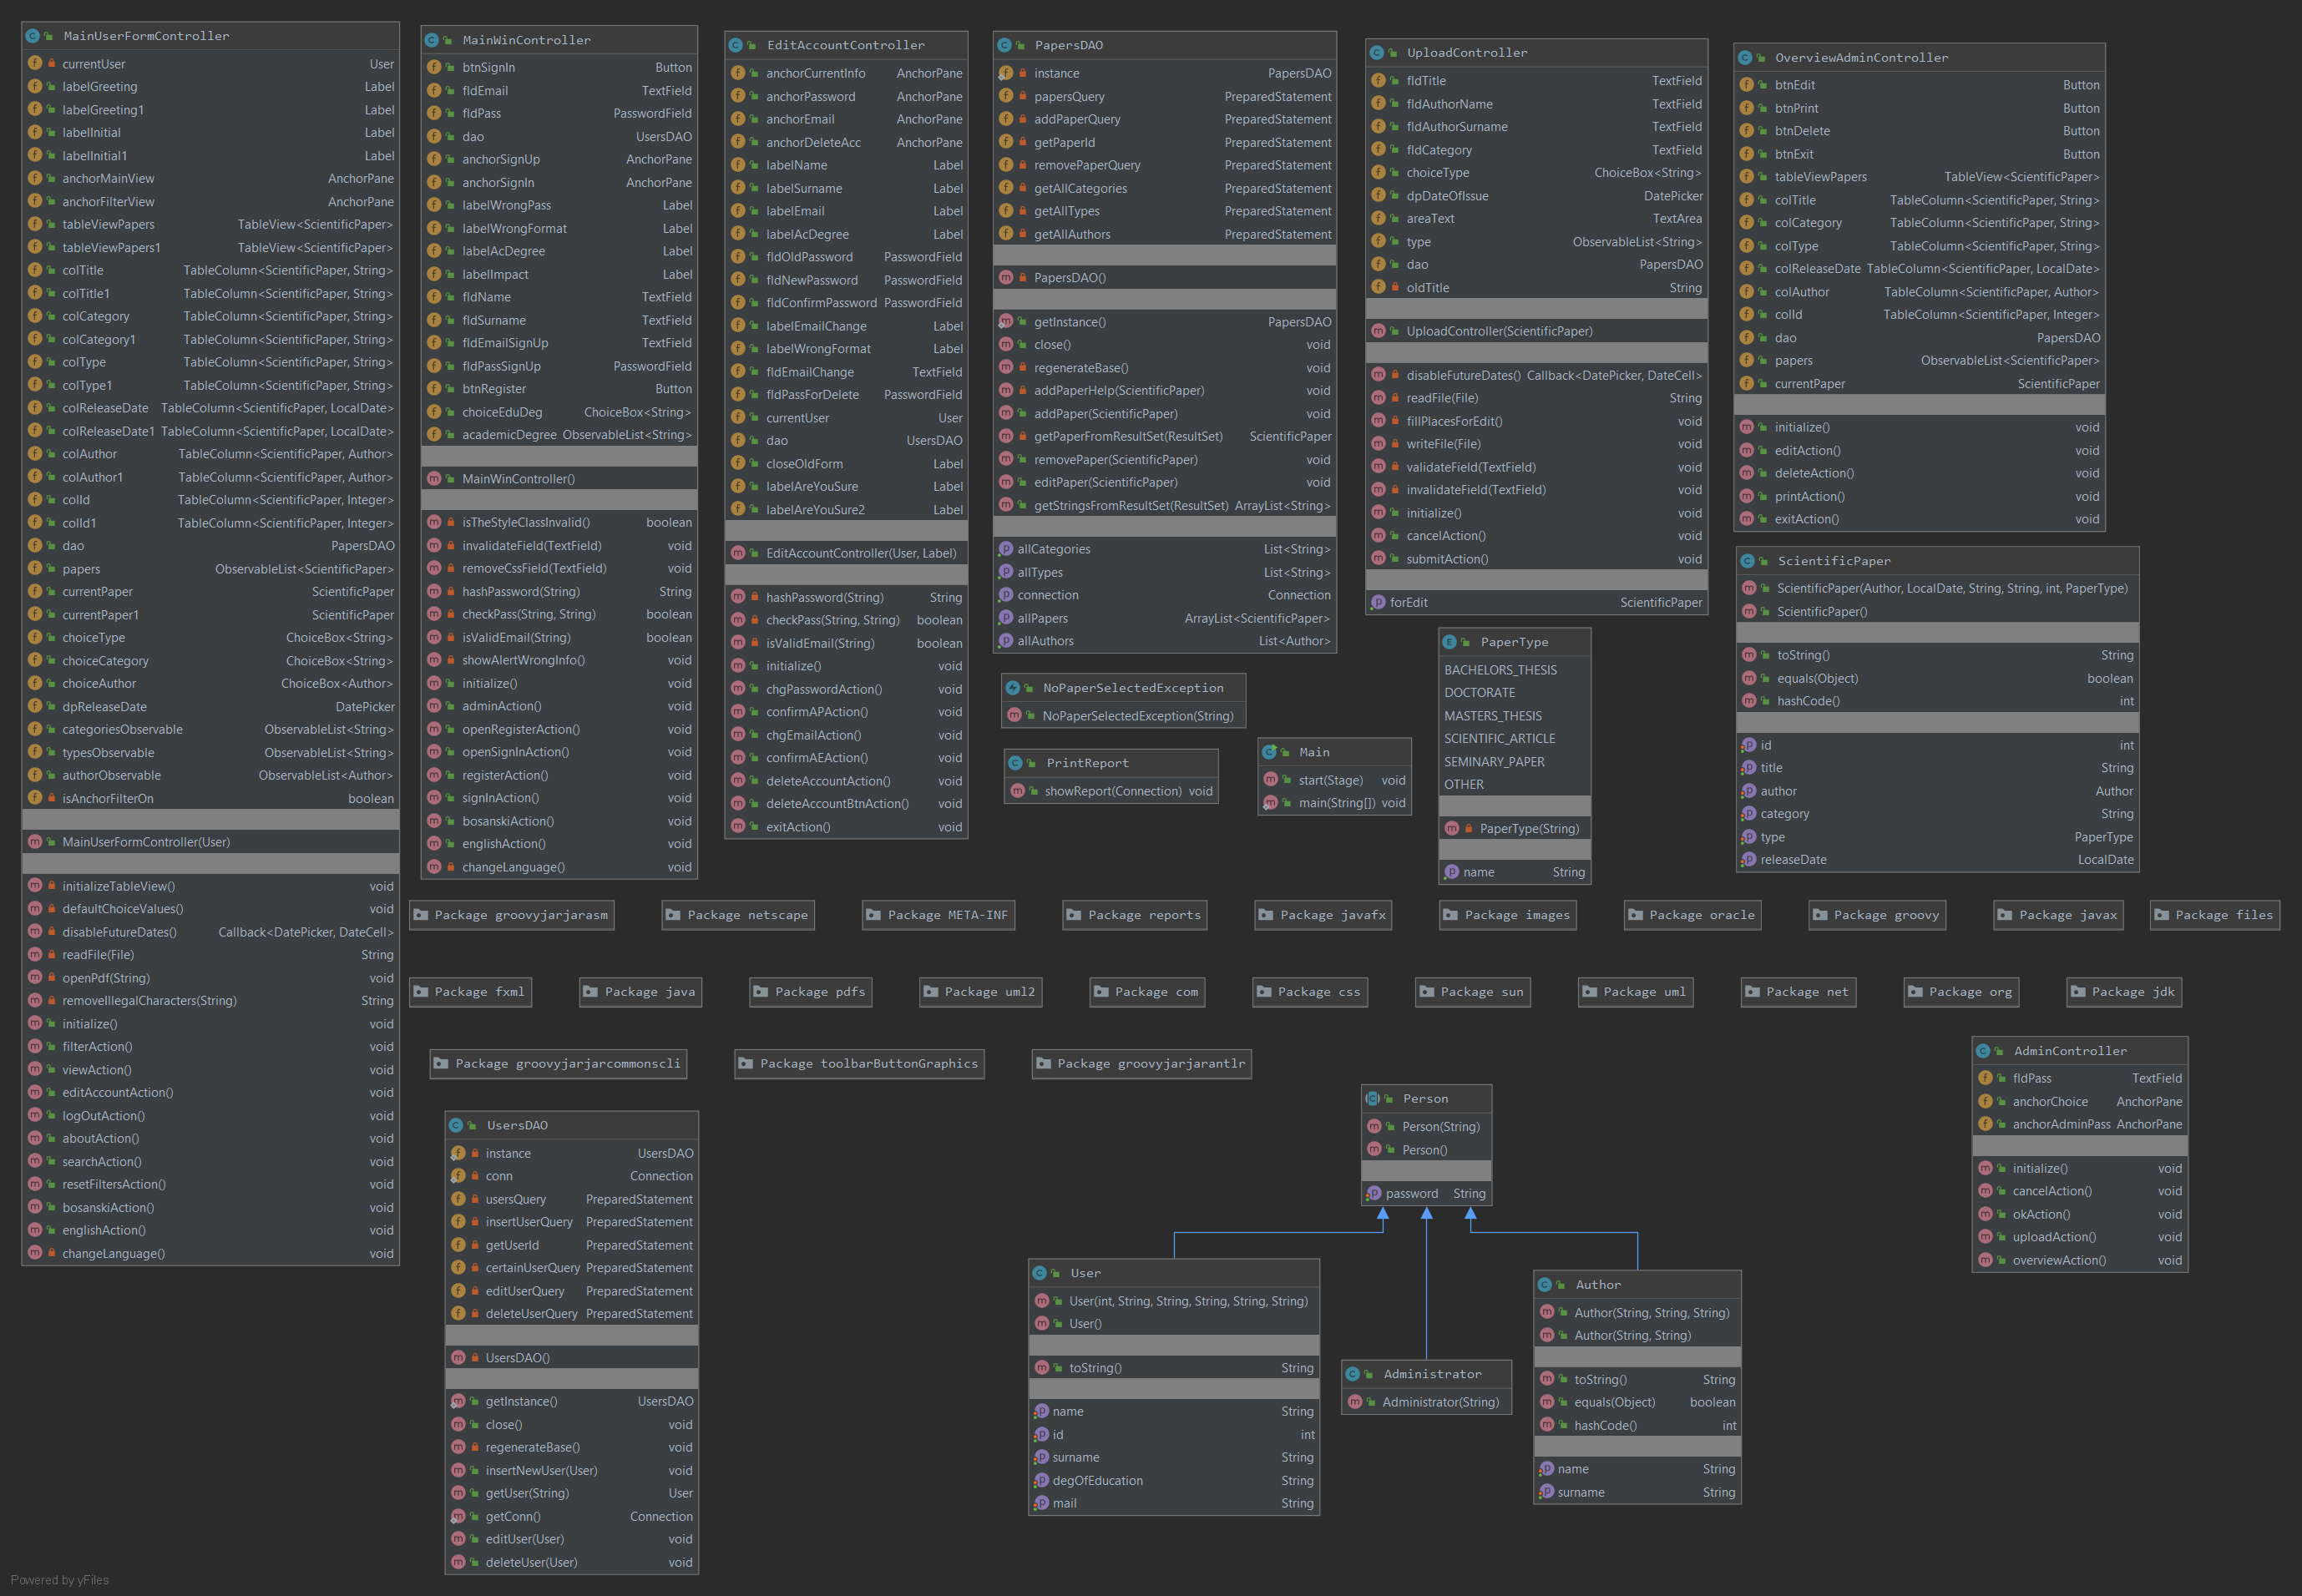 MainUserFormController
currentUser User
labelGreeting Label
labelGreeting1 Label
labelInitial Label
labelInitial1 Label
anchorMainView AnchorPane
anchorFilterView AnchorPane
tableViewPapers TableView<ScientificPaper>
tableViewPapers1 TableView<ScientificPaper>
colTitle TableColumn<ScientificPaper, String>
colTitle1 TableColumn<ScientificPaper, String>
colCategory TableColumn<ScientificPaper, String>
colCategory1 TableColumn<ScientificPaper, String>
colType TableColumn<ScientificPaper, String>
colType1 TableColumn<ScientificPaper, String>
colReleaseDate TableColumn<ScientificPaper, LocalDate>
colReleaseDate1 TableColumn<ScientificPaper, LocalDate>
colAuthor TableColumn<ScientificPaper, Author>
colAuthor1 TableColumn<ScientificPaper, Author>
colId TableColumn<ScientificPaper, Integer>
colId1 TableColumn<ScientificPaper, Integer>
dao PapersDAO
papers ObservableList<ScientificPaper>
currentPaper ScientificPaper
currentPaper1 ScientificPaper
choiceType ChoiceBox<String>
choiceCategory ChoiceBox<String>
choiceAuthor ChoiceBox<Author>
dpReleaseDate DatePicker
categoriesObservable ObservableList<String>
typesObservable ObservableList<String>
authorObservable ObservableList<Author>
isAnchorFilterOn boolean
MainUserFormController(User)
initializeTableView() void
defaultChoiceValues() void
disableFutureDates() Callback<DatePicker, DateCell>
readFile(File) String
openPdf(String) void
removeIllegalCharacters(String) String
initialize() void
filterAction() void
viewAction() void
editAccountAction() void
logOutAction() void
aboutAction() void
searchAction() void
resetFiltersAction() void
bosanskiAction() void
englishAction() void
changeLanguage() void
MainWinController
btnSignIn Button
fldEmail TextField
fldPass PasswordField
dao UsersDAO
anchorSignUp AnchorPane
anchorSignIn AnchorPane
labelWrongPass Label
labelWrongFormat Label
labelAcDegree Label
labelImpact Label
fldName TextField
fldSurname TextField
fldEmailSignUp TextField
fldPassSignUp PasswordField
btnRegister Button
choiceEduDeg ChoiceBox<String>
academicDegree ObservableList<String>
MainWinController()
isTheStyleClassInvalid() boolean
invalidateField(TextField) void
removeCssField(TextField) void
hashPassword(String) String
checkPass(String, String) boolean
isValidEmail(String) boolean
showAlertWrongInfo() void
initialize() void
adminAction() void
openRegisterAction() void
openSignInAction() void
registerAction() void
signInAction() void
bosanskiAction() void
englishAction() void
changeLanguage() void
EditAccountController
anchorCurrentInfo AnchorPane
anchorPassword AnchorPane
anchorEmail AnchorPane
anchorDeleteAcc AnchorPane
labelName Label
labelSurname Label
labelEmail Label
labelAcDegree Label
fldOldPassword PasswordField
fldNewPassword PasswordField
fldConfirmPassword PasswordField
labelEmailChange Label
labelWrongFormat Label
fldEmailChange TextField
fldPassForDelete PasswordField
currentUser User
dao UsersDAO
closeOldForm Label
labelAreYouSure Label
labelAreYouSure2 Label
EditAccountController(User, Label)
hashPassword(String) String
checkPass(String, String) boolean
isValidEmail(String) boolean
initialize() void
chgPasswordAction() void
confirmAPAction() void
chgEmailAction() void
confirmAEAction() void
deleteAccountAction() void
deleteAccountBtnAction() void
exitAction() void
PapersDAO
instance PapersDAO
papersQuery PreparedStatement
addPaperQuery PreparedStatement
getPaperId PreparedStatement
removePaperQuery PreparedStatement
getAllCategories PreparedStatement
getAllTypes PreparedStatement
getAllAuthors PreparedStatement
PapersDAO()
getInstance() PapersDAO
close() void
regenerateBase() void
addPaperHelp(ScientificPaper) void
addPaper(ScientificPaper) void
getPaperFromResultSet(ResultSet) ScientificPaper
removePaper(ScientificPaper) void
editPaper(ScientificPaper) void
getStringsFromResultSet(ResultSet) ArrayList<String>
allCategories List<String>
allTypes List<String>
connection Connection
allPapers ArrayList<ScientificPaper>
allAuthors List<Author>
UploadController
fldTitle TextField
fldAuthorName TextField
fldAuthorSurname TextField
fldCategory TextField
choiceType ChoiceBox<String>
dpDateOfIssue DatePicker
areaText TextArea
type ObservableList<String>
dao PapersDAO
oldTitle String
UploadController(ScientificPaper)
disableFutureDates() Callback<DatePicker, DateCell>
readFile(File) String
fillPlacesForEdit() void
writeFile(File) void
validateField(TextField) void
invalidateField(TextField) void
initialize() void
cancelAction() void
submitAction() void
forEdit ScientificPaper
OverviewAdminController
btnEdit Button
btnPrint Button
btnDelete Button
btnExit Button
tableViewPapers TableView<ScientificPaper>
colTitle TableColumn<ScientificPaper, String>
colCategory TableColumn<ScientificPaper, String>
colType TableColumn<ScientificPaper, String>
colReleaseDate TableColumn<ScientificPaper, LocalDate>
colAuthor TableColumn<ScientificPaper, Author>
colId TableColumn<ScientificPaper, Integer>
dao PapersDAO
papers ObservableList<ScientificPaper>
currentPaper ScientificPaper
initialize() void
editAction() void
deleteAction() void
printAction() void
exitAction() void
ScientificPaper
ScientificPaper(Author, LocalDate, String, String, int, PaperType)
ScientificPaper()
toString() String
equals(Object) boolean
hashCode() int
id int
title String
author Author
category String
type PaperType
releaseDate LocalDate
PaperType
BACHELORS_THESIS
DOCTORATE
MASTERS_THESIS
SCIENTIFIC_ARTICLE
SEMINARY_PAPER
OTHER
PaperType(String)
name String
NoPaperSelectedException
NoPaperSelectedException(String)
PrintReport
showReport(Connection) void
Main
start(Stage) void
main(String[]) void
Package groovyjarjarasm
Package netscape
Package META-INF
Package reports
Package javafx
Package images
Package oracle
Package groovy
Package javax
Package files
Package fxml
Package java
Package pdfs
Package uml2
Package com
Package css
Package sun
Package uml
Package net
Package org
Package jdk
Package groovyjarjarcommonscli
Package toolbarButtonGraphics
Package groovyjarjarantlr
UsersDAO
instance UsersDAO
conn Connection
usersQuery PreparedStatement
insertUserQuery PreparedStatement
getUserId PreparedStatement
certainUserQuery PreparedStatement
editUserQuery PreparedStatement
deleteUserQuery PreparedStatement
UsersDAO()
getInstance() UsersDAO
close() void
regenerateBase() void
insertNewUser(User) void
getUser(String) User
getConn() Connection
editUser(User) void
deleteUser(User) void
Person
Person(String)
Person()
password String
User
User(int, String, String, String, String, String)
User()
toString() String
name String
id int
surname String
degOfEducation String
mail String
Administrator
Administrator(String)
Author
Author(String, String, String)
Author(String, String)
toString() String
equals(Object) boolean
hashCode() int
name String
surname String
AdminController
fldPass TextField
anchorChoice AnchorPane
anchorAdminPass AnchorPane
initialize() void
cancelAction() void
okAction() void
uploadAction() void
overviewAction() void
Powered by yFiles